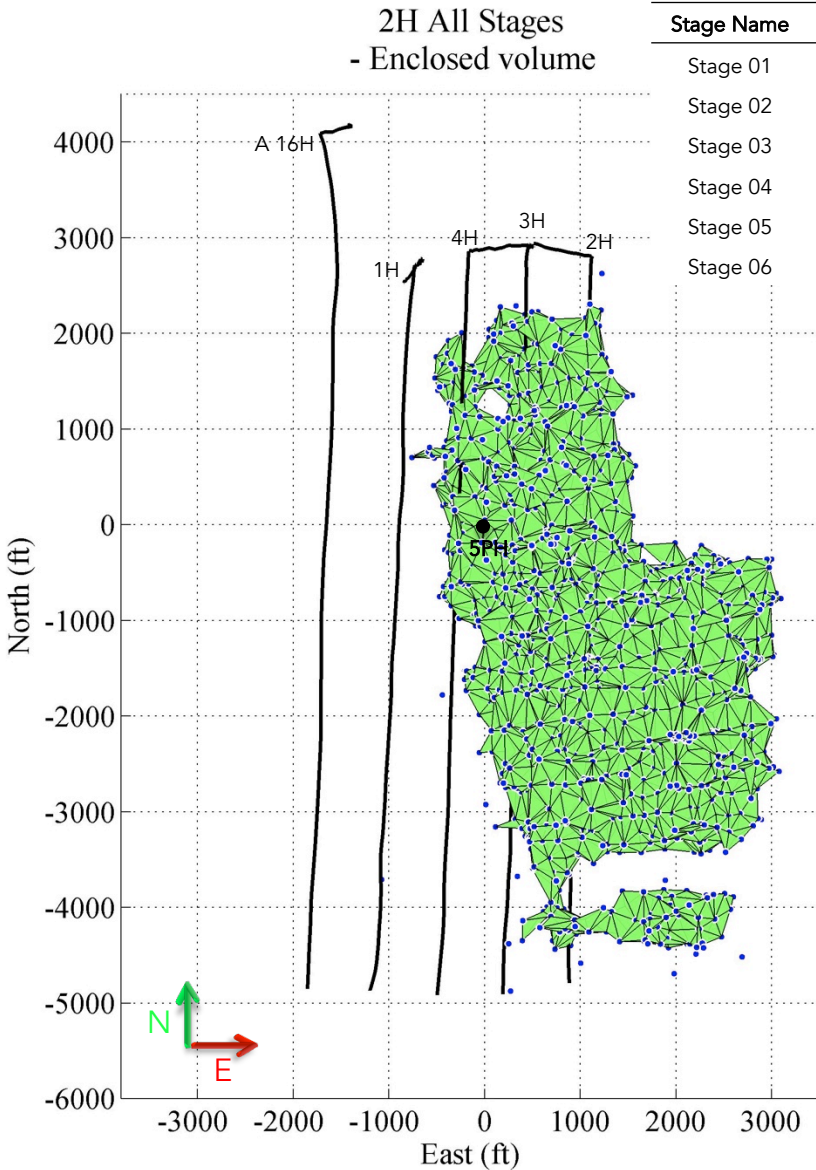 2H All Stages
- Enclosed volume
Stage Name
Stage 01
Stage 02
Stage 03
Stage 04
Stage 05
Stage 06
A 16H
1H
4H
3H
2H
5PH
North (ft)
4000
3000
2000
1000
0
-1000
-2000
-3000
-4000
-5000
-6000
N
E
-3000 -2000 -1000 0 1000 2000 3000
East (ft)